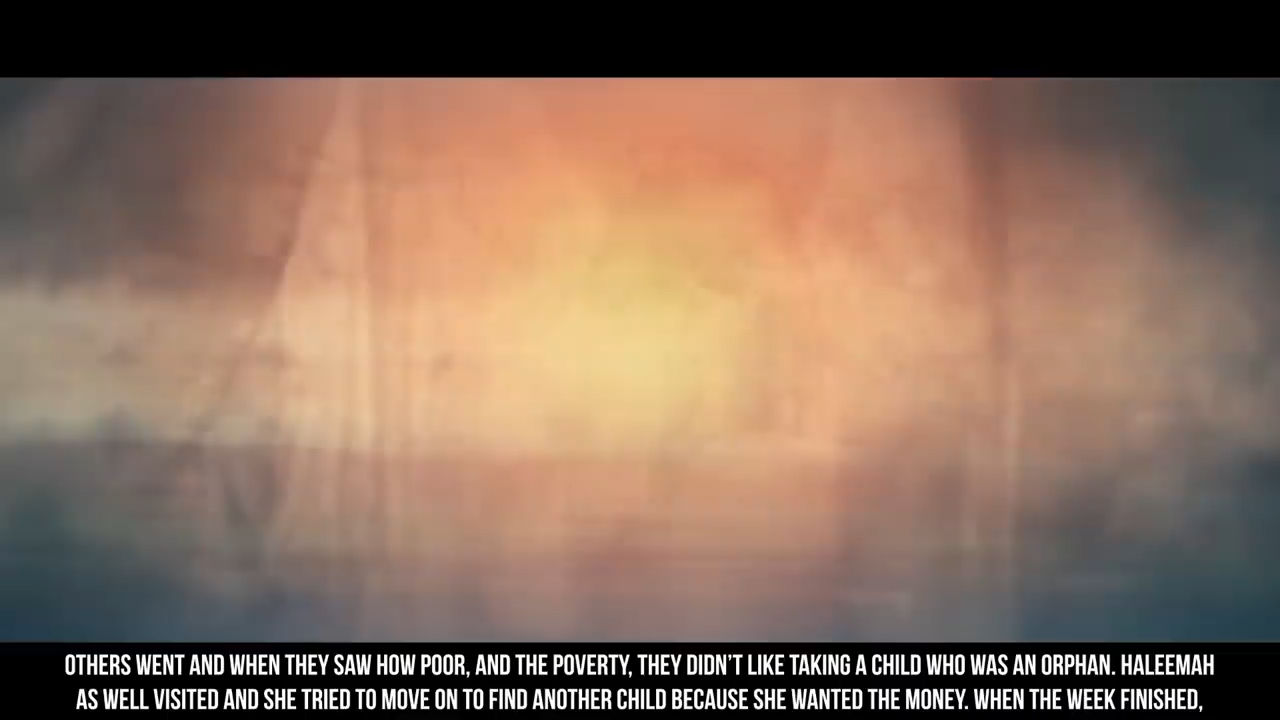 OTHERS WENT AND WHEN THEY SAW HOW POOR, AND THE POVERTY, THEY DIDN'T LIKE TAKING A CHILD WHO WAS AN ORPHAN. HALEEMAH
AS WELL VISITED AND SHE TRIED TO MOVE ON TO FIND ANOTHER CHILD BECAUSE SHE WANTED THE MONEY. WHEN THE WEEK FINISHED,